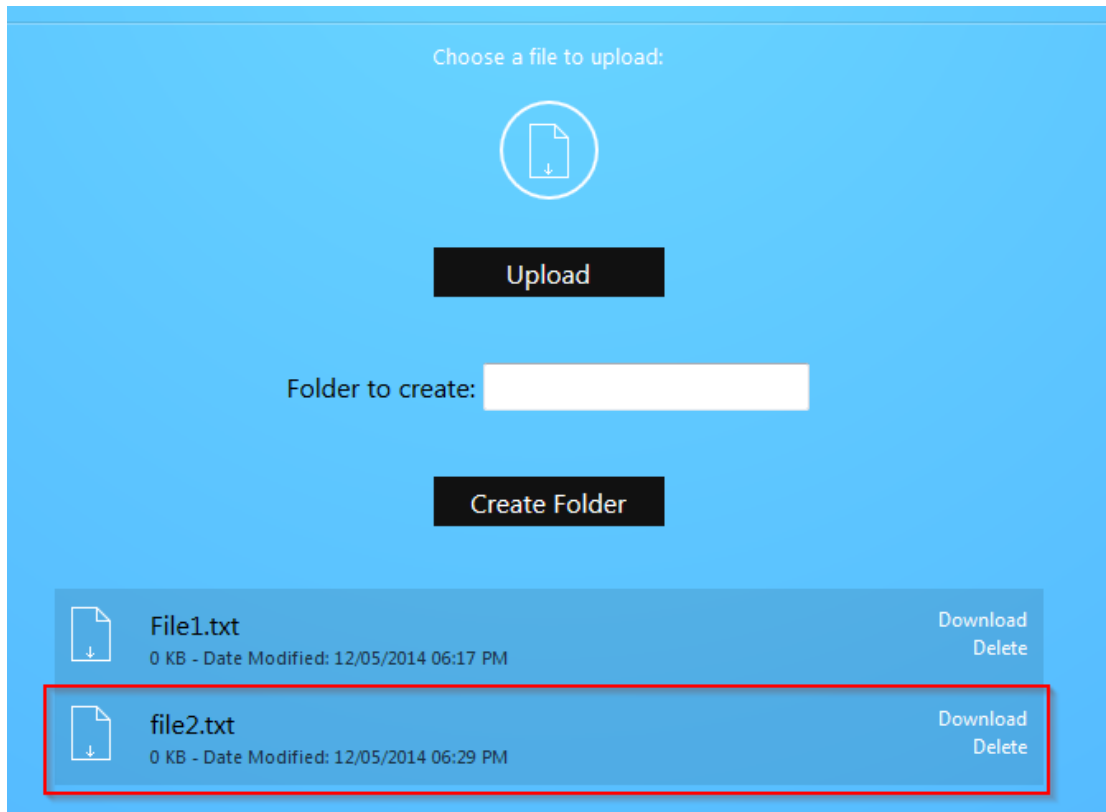 Choose a file to upload:
Upload
Folder to create:
Create Folder
File1.txt
0 KB - Date Modified: 12/05/2014 06:17 PM
Download
Delete
file2.txt
0 KB - Date Modified: 12/05/2014 06:29 PM
Download
Delete